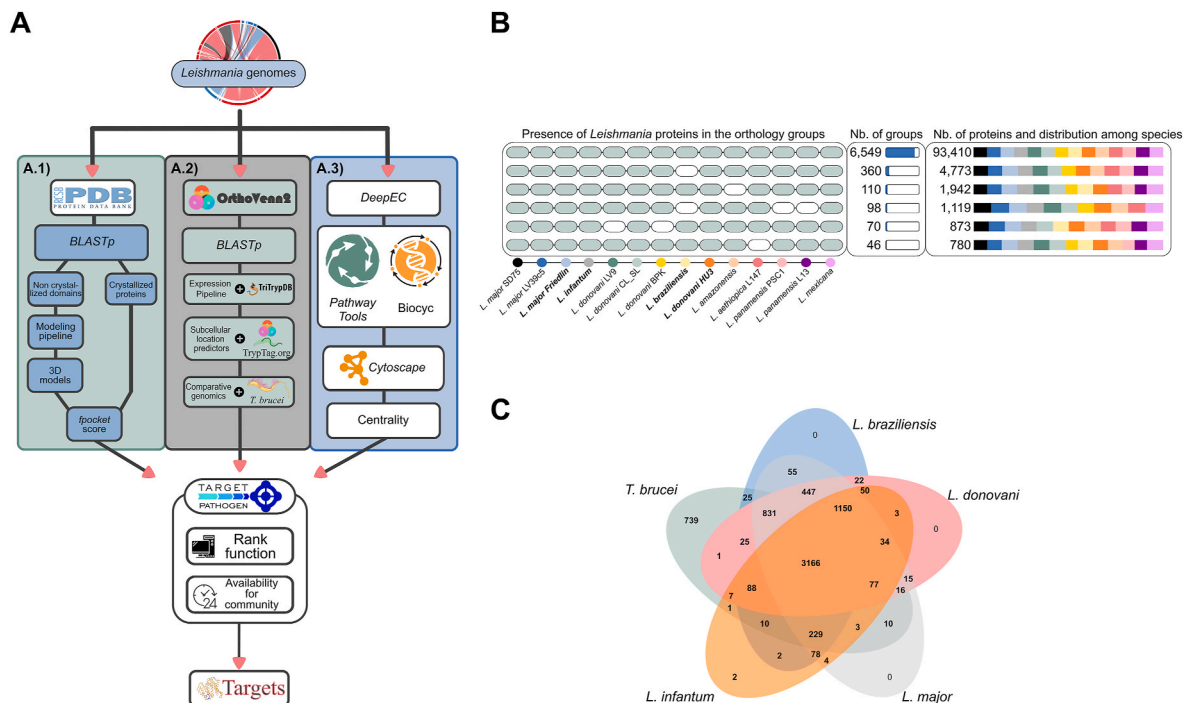 A
Leishmania genomes
A.1)
RCSB
PDB
PROTEIN DATA BANK
BLASTp
Non crystal-
lized domains
Crystallized
proteins
Modeling
pipeline
3D
models
fpocket
score
A.2)
OrthoVenn2
BLASTp
Expression
Pipeline
+
TriTrypDB
Subcellular
location
predictors
+
TrypTag.org
Comparative
genomics
+
T. brucei
A.3)
DeepEC
Pathway
Tools
Biocyc
Cytoscape
Centrality
TARGET
PATHOGEN
Rank
function
24
Availability
for
community
Targets
B
Presence of Leishmania proteins in the orthology groups
Nb. of groups
Nb. of proteins and distribution among species
6,549
93,410
360
4,773
110
1,942
98
1,119
70
873
46
780
L. major SD75
L. major LV39c5
L. major Friedlin
L. infantum
L. donovani LV9
L. donovani CL_SL
L. donovani BPK
L. braziliensis
L. donovani HU3
L. amazonensis
L. aethiopica L147
L. panamensis PSC1
L. panamensis L13
L. mexicana
C
L. braziliensis
0
T. brucei
L. donovani
55
22
25
447
50
739
831
1150
3
0
25
34
1
3166
88
77
15
7
16
1
10
3
10
229
2
78
4
2
0
L. infantum
L. major